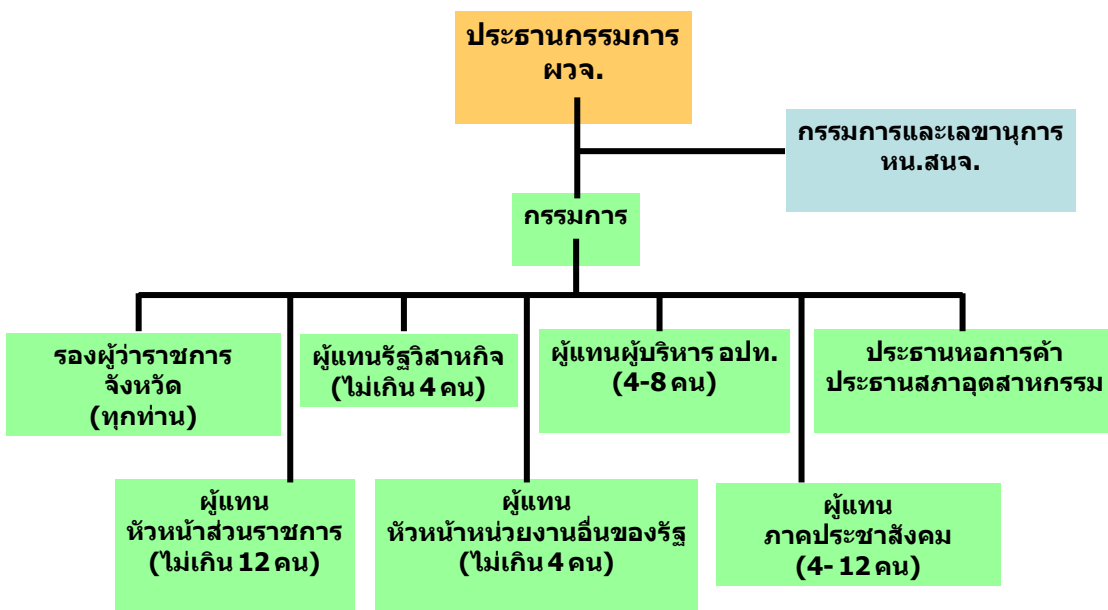 ประธานกรรมการ
ผวจ.
กรรมการและเลขานุการ
หน.สนจ.
กรรมการ
รองผู้ว่าราชการ
จังหวัด
(ทุกท่าน)
ผู้แทนรัฐวิสาหกิจ
(ไม่เกิน 4 คน)
ผู้แทนผู้บริหาร อปท.
(4-8 คน)
ประธานหอการค้า
ประธานสภาอุตสาหกรรม
ผู้แทน
หัวหน้าส่วนราชการ
(ไม่เกิน 12 คน)
ผู้แทน
หัวหน้าหน่วยงานอื่นของรัฐ
(ไม่เกิน 4 คน)
ผู้แทน
ภาคประชาสังคม
(4- 12 คน)